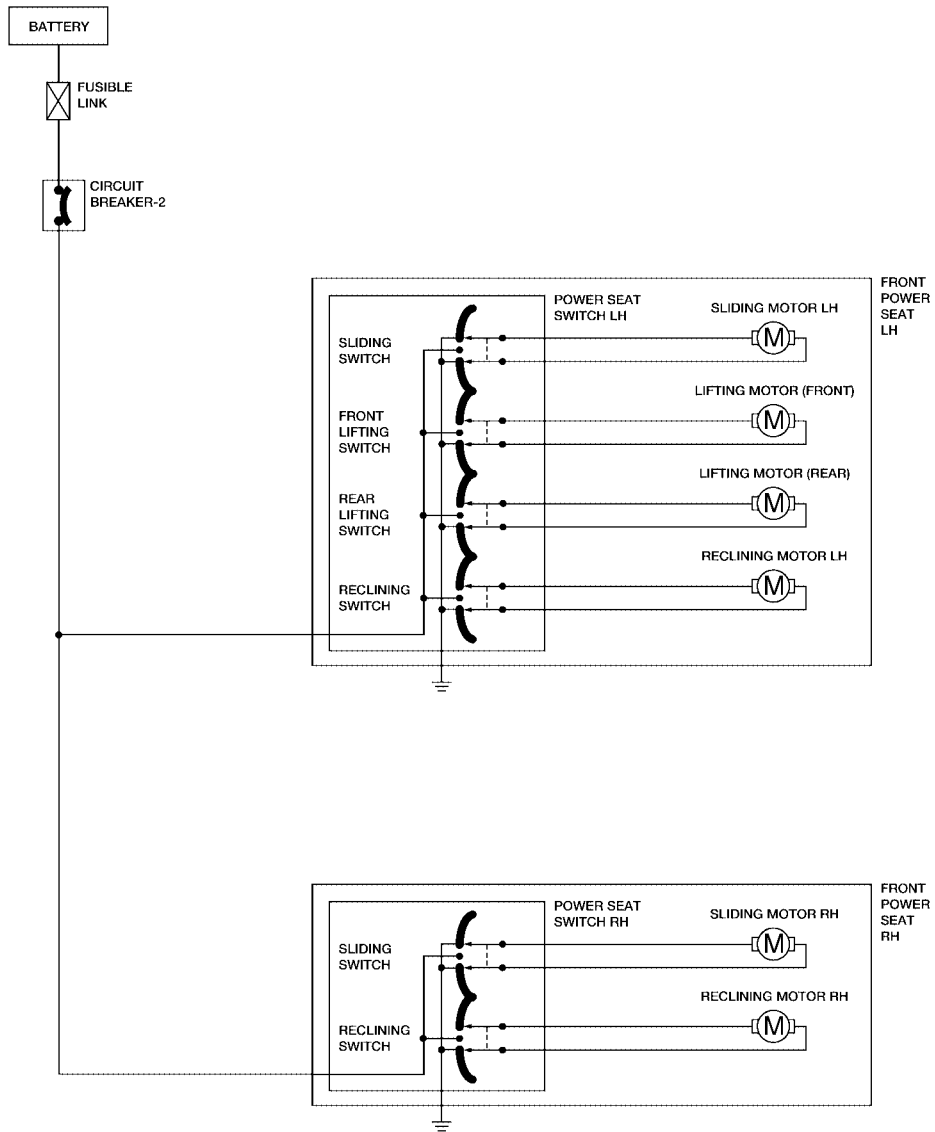 BATTERY
FUSIBLE
LINK
CIRCUIT
BREAKER-2
FRONT
POWER
SEAT
LH
POWER SEAT
SWITCH LH
SLIDING MOTOR LH
M
SLIDING
SWITCH
LIFTING MOTOR (FRONT)
M
FRONT
LIFTING
SWITCH
LIFTING MOTOR (REAR)
M
REAR
LIFTING
SWITCH
RECLINING MOTOR LH
M
RECLINING
SWITCH
FRONT
POWER
SEAT
RH
POWER SEAT
SWITCH RH
SLIDING MOTOR RH
M
SLIDING
SWITCH
RECLINING MOTOR RH
M
RECLINING
SWITCH